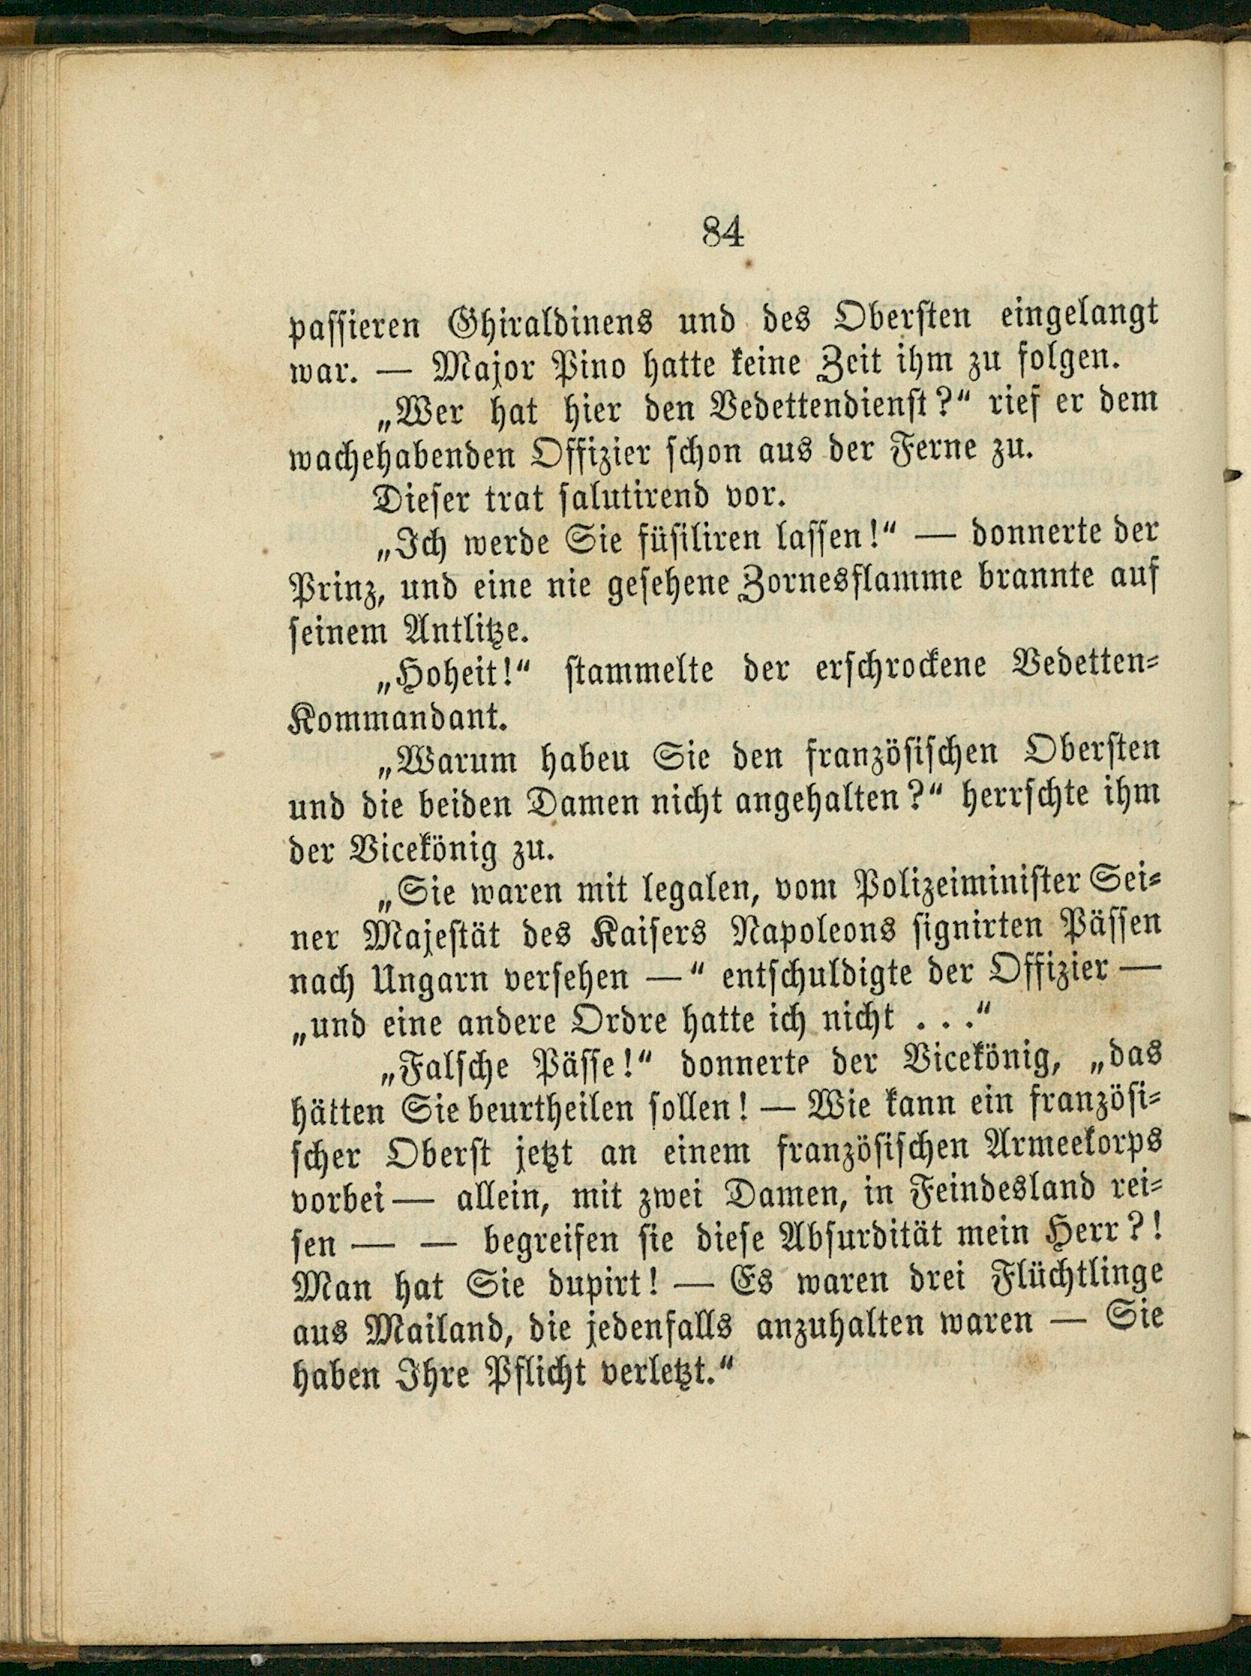 84
passieren Ghiraldinens und des Obersten eingelangt
war. — Major Pino hatte keine Zeit ihm zu folgen.
„Wer hat hier den Vedettendienst?“ rief er dem
wachehabenden Offizier schon aus der Ferne zu.
Dieser trat salutirend vor.
„Ich werde Sie füsiliren lassen!“ — donnerte der
Prinz, und eine nie gesehene Zornesflamme brannte auf
seinem Antlitze.
„Hoheit!“ stammelte der erschrockene Vedetten-
Kommandant.
„Warum habeu Sie den französischen Obersten
und die beiden Damen nicht angehalten?“ herrschte ihm
der Vicekönig zu.
„Sie waren mit legalen, vom Polizeiminister Sei-
ner Majestät des Kaisers Napoleons signirten Pässen
nach Ungarn versehen —“ entschuldigte der Offizier —
„und eine andere Ordre hatte ich nicht . . .“
„Falsche Pässe!“ donnerte der Vicekönig, „das
hätten Sie beurtheilen sollen! — Wie kann ein französi-
scher Oberst jetzt an einem französischen Armeekorps
vorbei — allein, mit zwei Damen, in Feindesland rei-
sen — — begreifen sie diese Absurdität mein Herr?!
Man hat Sie dupirt! — Es waren drei Flüchtlinge
aus Mailand, die jedenfalls anzuhalten waren — Sie
haben Ihre Pflicht verletzt.“